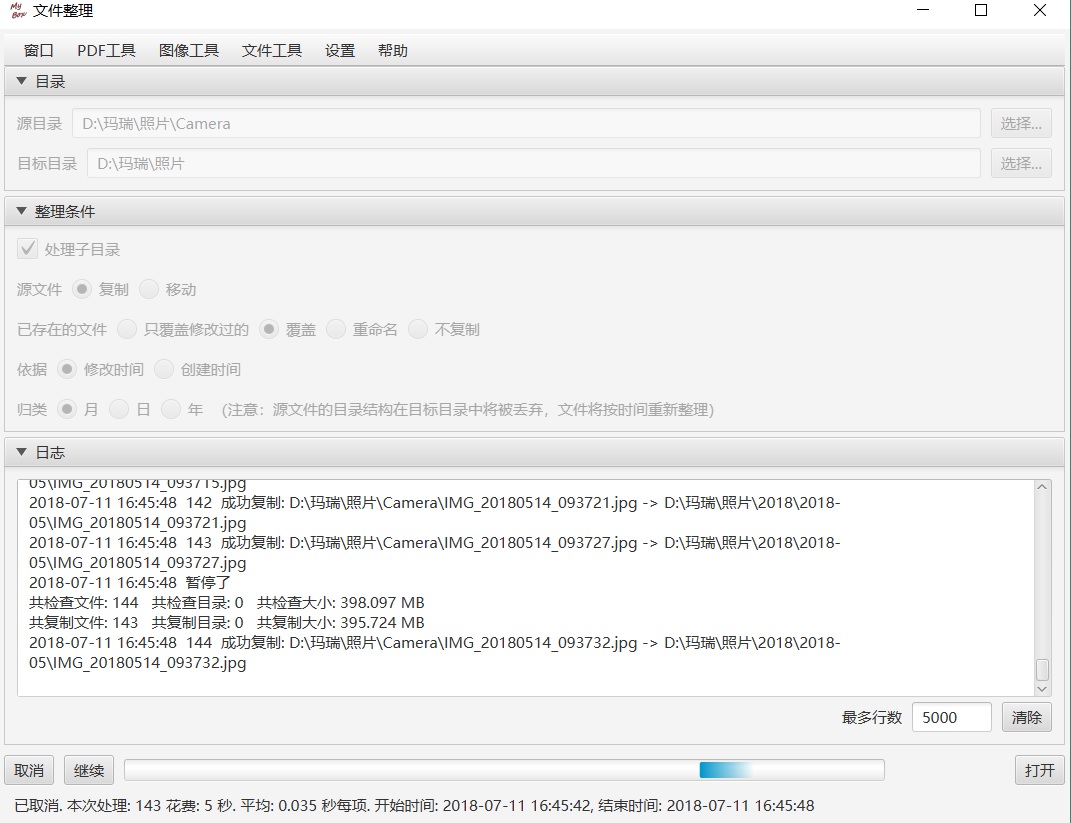 My Box 文件整理
窗口 PDF工具 图像工具 文件工具 设置 帮助
目录
源目录 D:\玛瑞\照片\Camera 选择...
目标目录 D:\玛瑞\照片 选择...
整理条件
处理子目录
源文件 复制 移动
已存在的文件 只覆盖修改过的 覆盖 重命名 不复制
依据 修改时间 创建时间
归类 月 日 年 (注意：源文件的目录结构在目标目录中将被丢弃，文件将按时间重新整理)
日志
05\IMG_20180514_093715.jpg
2018-07-11 16:45:48 142 成功复制: D:\玛瑞\照片\Camera\IMG_20180514_093721.jpg -> D:\玛瑞\照片\2018\2018-
05\IMG_20180514_093721.jpg
2018-07-11 16:45:48 143 成功复制: D:\玛瑞\照片\Camera\IMG_20180514_093727.jpg -> D:\玛瑞\照片\2018\2018-
05\IMG_20180514_093727.jpg
2018-07-11 16:45:48 暂停了
共检查文件: 144 共检查目录: 0 共检查大小: 398.097 MB
共复制文件: 143 共复制目录: 0 共复制大小: 395.724 MB
2018-07-11 16:45:48 144 成功复制: D:\玛瑞\照片\Camera\IMG_20180514_093732.jpg -> D:\玛瑞\照片\2018\2018-
05\IMG_20180514_093732.jpg
最多行数 5000 清除
取消 继续 打开
已取消. 本次处理: 143 花费: 5 秒. 平均: 0.035 秒每项. 开始时间: 2018-07-11 16:45:42, 结束时间: 2018-07-11 16:45:48